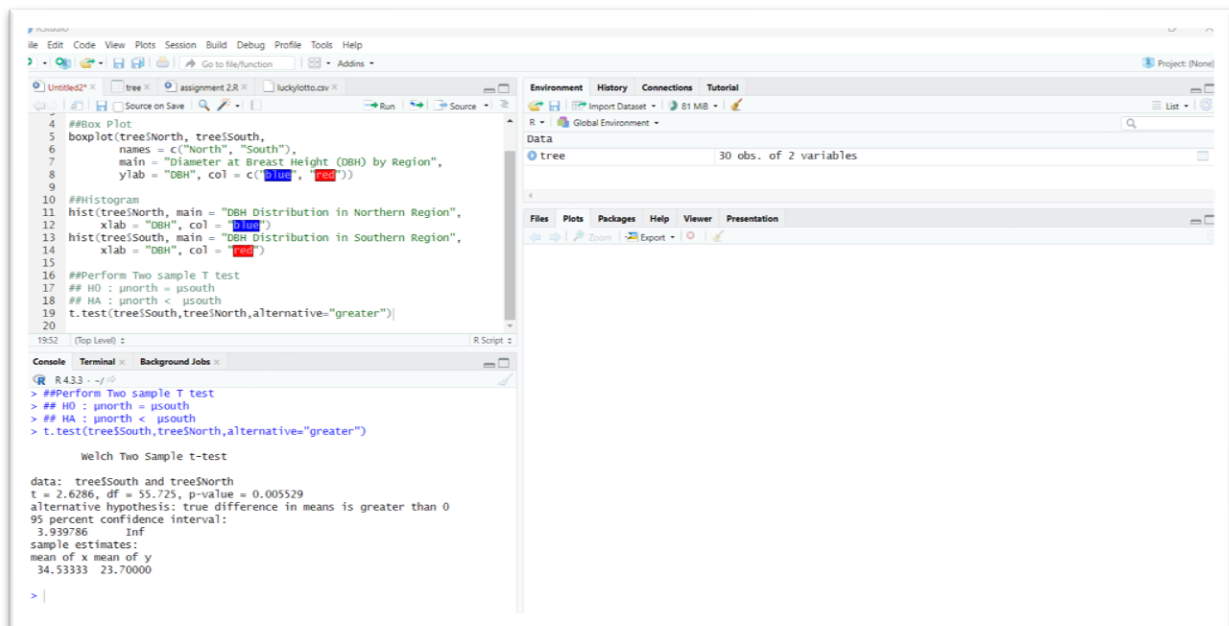 ile Edit Code View Plots Session Build Debug Profile Tools Help
Go to file/function Addins Project: (None)
Untitled2* tree assignment 2.R luckylotto.csv
Source on Save Run Source
4 ##Box Plot
5 boxplot(tree$North, tree$South,
6 names = c("North", "South"),
7 main = "Diameter at Breast Height (DBH) by Region",
8 ylab = "DBH", col = c("blue", "red"))
9
10 ##Histogram
11 hist(tree$North, main = "DBH Distribution in Northern Region",
12 xlab = "DBH", col = "blue")
13 hist(tree$South, main = "DBH Distribution in Southern Region",
14 xlab = "DBH", col = "red")
15
16 ##Perform Two sample T test
17 ## H0 : µnorth = µsouth
18 ## HA : µnorth < µsouth
19 t.test(tree$South,tree$North,alternative="greater")
20
19:52 (Top Level) R Script
Console Terminal Background Jobs
R 4.3.3 · ~/
> ##Perform Two sample T test
> ## H0 : µnorth = µsouth
> ## HA : µnorth < µsouth
> t.test(tree$South,tree$North,alternative="greater")
Welch Two Sample t-test
data: tree$South and tree$North
t = 2.6286, df = 55.725, p-value = 0.005529
alternative hypothesis: true difference in means is greater than 0
95 percent confidence interval:
3.939786 Inf
sample estimates:
mean of x mean of y
34.53333 23.70000
>
Environment History Connections Tutorial
Import Dataset 81 MiB List
R Global Environment
Data
tree 30 obs. of 2 variables
Files Plots Packages Help Viewer Presentation
Zoom Export